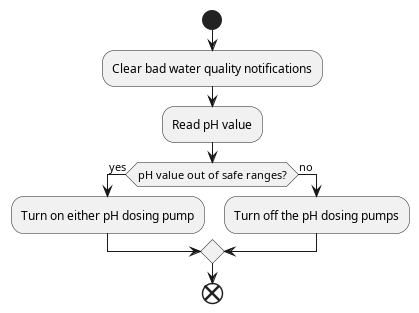 Clear bad water quality notifications
Read pH value
yes
pH value out of safe ranges?
no
Turn on either pH dosing pump
Turn off the pH dosing pumps